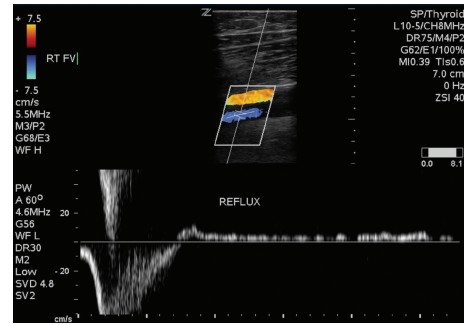 + 7.5
RT FV
- 7.5
cm/s
5.5MHz
M3/P2
G68/E3
WF H
Z
SP/Thyroid
L10-5/CH8MHz
DR75/M4/P2
G62/E1/100%
MI0.39 TIs0.6
7.0 cm
0 Hz
ZSI 40
0.0 8.1
PW
A 60°
4.6MHz
G56
WF L
DR30
M2
Low
SVD 4.8
SV2
20
- 20
cm/s
REFLUX